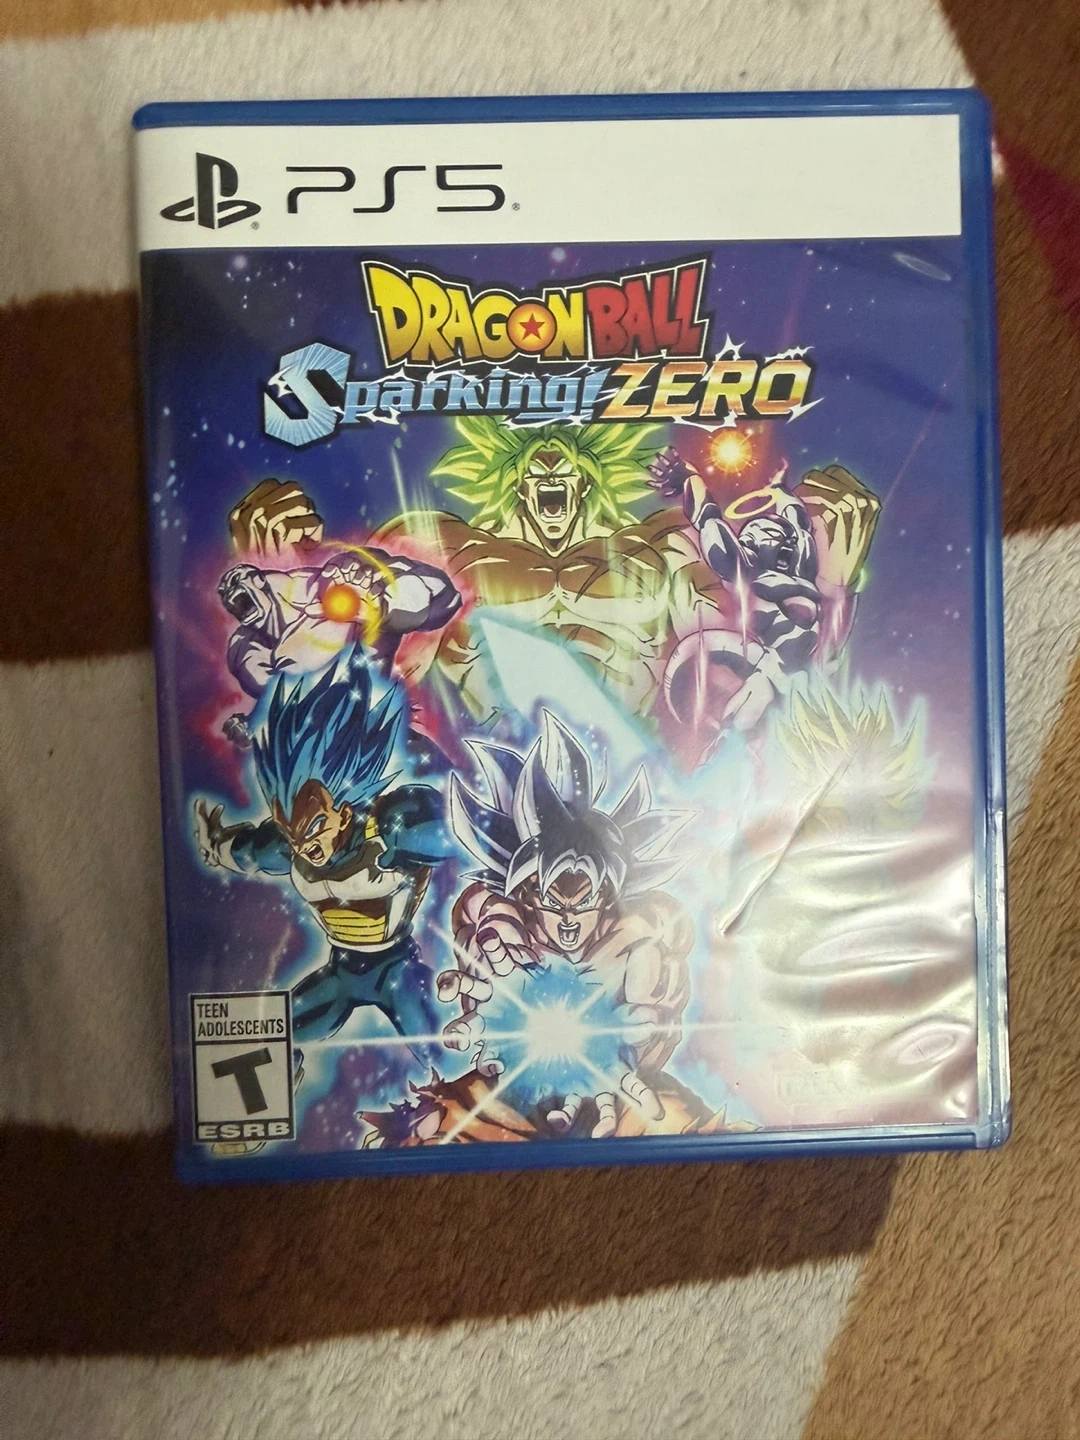 PS5
DRAGON BALL
Sparking! ZERO
TEEN
ADOLESCENTS
T
ESRB